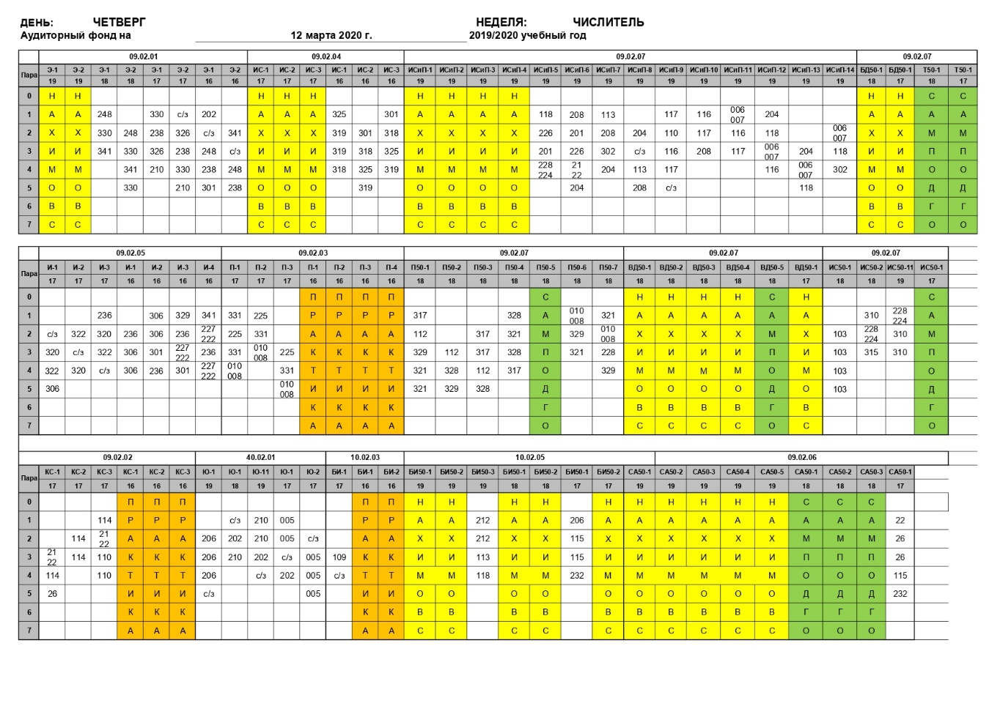 ДЕНЬ: ЧЕТВЕРГ НЕДЕЛЯ: ЧИСЛИТЕЛЬ
Аудиторный фонд на 12 марта 2020 г. 2019/2020 учебный год
09.02.01 09.02.04 09.02.07 09.02.07
Пара Э-1 Э-2 Э-1 Э-2 Э-1 Э-2 Э-1 Э-2 ИС-1 ИС-2 ИС-3 ИС-1 ИС-2 ИС-3 ИСиП-1 ИСиП-2 ИСиП-3 ИСиП-4 ИСиП-5 ИСиП-6 ИСиП-7 ИСиП-8 ИСиП-9 ИСиП-10 ИСиП-11 ИСиП-12 ИСиП-13 ИСиП-14 БД50-1 БД50-1 Т50-1 Т50-1
19 19 18 18 17 17 16 16 17 17 17 16 16 16 19 19 19 19 19 19 19 19 19 19 19 19 19 19 18 17 18 17
0 Н Н Н Н Н Н Н Н Н Н Н С С
1 А А 248 330 с/з 202 А А А 325 301 А А А А 118 208 113 117 116 006 007 204 А А А А
2 Х Х 330 248 238 326 с/з 341 Х Х Х 319 301 318 Х Х Х Х 226 201 208 204 110 117 116 118 006 007 Х Х М М
3 И И 341 330 326 238 248 с/з И И И 319 318 325 И И И И 201 226 302 с/з 116 208 117 006 007 204 118 И И П П
4 М М 341 210 330 238 248 М М М 318 325 319 М М М М 228 224 21 22 204 113 117 116 006 007 302 М М О О
5 О О 330 210 301 238 О О О 319 О О О О 204 208 с/з 118 О О Д Д
6 В В В В В В В В В В В Г Г
7 С С С С С С С С С С С О О
09.02.05 09.02.03 09.02.07 09.02.07 09.02.07
Пара И-1 И-2 И-3 И-1 И-2 И-3 И-4 П-1 П-2 П-3 П-1 П-2 П-3 П-4 П50-1 П50-2 П50-3 П50-4 П50-5 П50-6 П50-7 ВД50-1 ВД50-2 ВД50-3 ВД50-4 ВД50-5 ВД50-1 ИС50-1 ИС50-2 ИС50-11 ИС50-1
17 17 17 16 16 16 16 17 17 17 16 16 16 16 18 18 18 18 18 18 18 18 18 18 18 18 17 18 18 19 17
0 П П П П С Н Н Н Н С Н С
1 236 306 329 341 331 225 Р Р Р Р 317 328 А 010 008 321 А А А А А А 310 228 224 А
2 с/з 322 320 236 306 236 227 222 225 331 А А А А 112 317 321 М 329 010 008 Х Х Х Х М Х 103 228 224 310 М
3 320 с/з 322 306 301 227 222 236 331 010 008 225 К К К К 329 112 317 328 П 321 228 И И И И П И 103 315 310 П
4 322 320 с/з 306 236 301 227 222 010 008 331 Т Т Т Т 321 328 112 317 О 329 М М М М О М 103 О
5 306 010 008 И И И И 321 329 328 Д О О О О Д О 103 Д
6 К К К К Г В В В В Г В Г
7 А А А А О С С С С О С О
09.02.02 40.02.01 10.02.03 10.02.05 09.02.06
Пара КС-1 КС-2 КС-3 КС-1 КС-2 КС-3 Ю-1 Ю-1 Ю-11 Ю-1 Ю-2 БИ-1 БИ-1 БИ-2 БИ50-1 БИ50-2 БИ50-3 БИ50-1 БИ50-2 БИ50-1 БИ50-2 СА50-1 СА50-2 СА50-4 СА50-5 СА50-1 СА50-2 СА50-3 СА50-1
17 17 17 16 16 16 19 18 19 17 17 17 16 16 19 19 19 18 18 17 17 19 19 19 19 18 18 18 17
0 П П П П П Н Н Н Н Н Н Н Н Н С С С
1 114 Р Р Р с/з 210 005 Р Р А А 212 А А 206 А А А А А А А А 22
2 114 21 22 А А А 206 202 210 005 с/з А А Х Х 212 Х Х 115 Х Х Х Х Х М М М 26
3 21 22 114 110 К К К 206 210 202 с/з 005 109 К К И И 113 И И 115 И И И И И П П П 26
4 114 110 Т Т Т 206 с/з 202 005 с/з Т Т М М 118 М М 232 М М М М М О О О 115
5 26 И И И с/з 005 И И О О О О О О О О О Д Д Д 232
6 К К К К К В В В В В В В В В Г Г Г
7 А А А А А С С С С С С С С С О О О